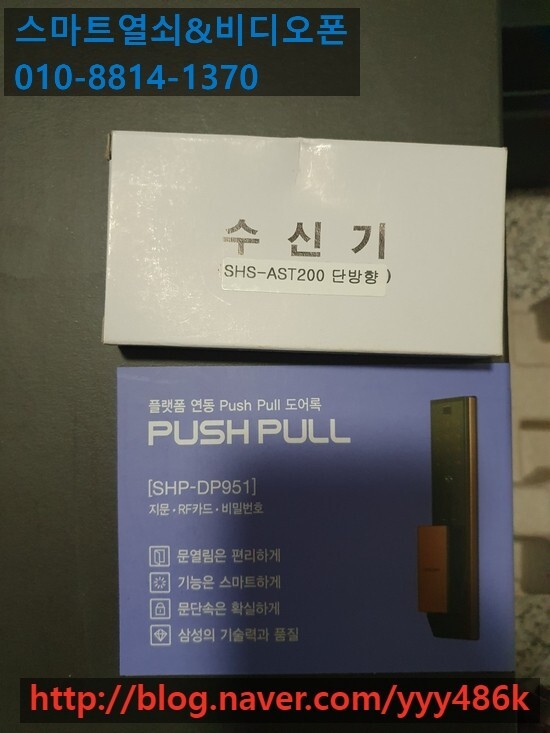 스마트열쇠&비디오폰
010-8814-1370
수 신 기
SHS-AST200 단방향 )
플랫폼 연동 Push Pull 도어록
PUSH PULL
[SHP-DP951]
지문·RF카드·비밀번호
문열림은 편리하게
기능은 스마트하게
문단속은 확실하게
삼성의 기술력과 품질
http://blog.naver.com/yyy486k